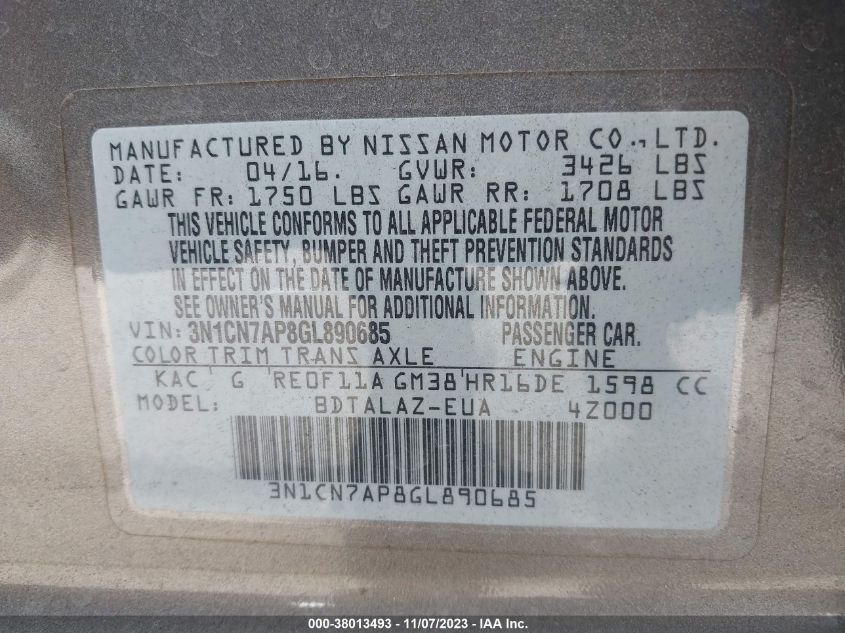 MANUFACTURED BY NISSAN MOTOR CO., LTD.
DATE: 04/16. GVWR: 3426 LBS
GAWR FR: 1750 LBS GAWR RR: 1708 LBS
THIS VEHICLE CONFORMS TO ALL APPLICABLE FEDERAL MOTOR
VEHICLE SAFETY, BUMPER AND THEFT PREVENTION STANDARDS
IN EFFECT ON THE DATE OF MANUFACTURE SHOWN ABOVE.
SEE OWNER'S MANUAL FOR ADDITIONAL INFORMATION.
VIN: 3N1CN7AP8GL890685 PASSENGER CAR.
COLOR TRIM TRANS AXLE ENGINE
KAC G RE0F11A GM38 HR16DE 1598 CC
MODEL: BDTALAZ-EUA 4Z000
3N1CN7AP8GL890685
000-38013493 - 11/07/2023 - IAA Inc.